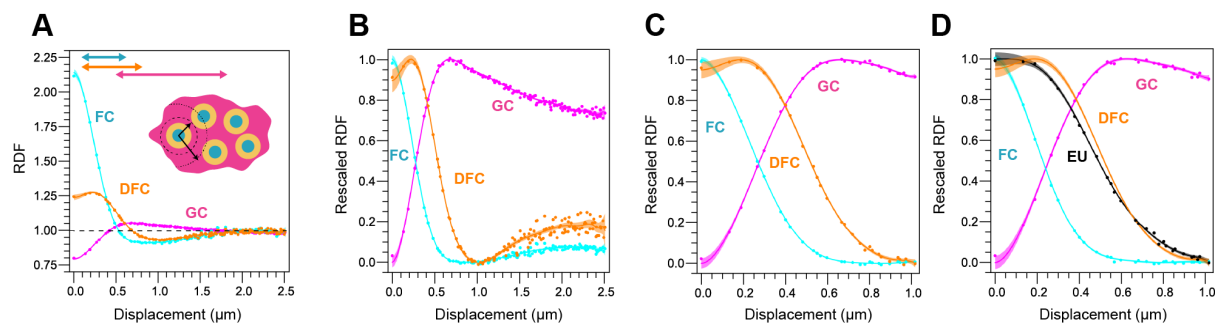 A
B
C
D
2.25
2.00
1.75
1.50
1.25
1.00
0.75
RDF
FC
DFC
GC
0.0 0.5 1.0 1.5 2.0 2.5
Displacement (µm)
1.0
0.8
0.6
0.4
0.2
0.0
Rescaled RDF
FC
DFC
GC
0.0 0.5 1.0 1.5 2.0 2.5
Displacement (µm)
1.0
0.8
0.6
0.4
0.2
0.0
Rescaled RDF
FC
DFC
GC
0.0 0.2 0.4 0.6 0.8 1.0
Displacement (µm)
1.0
0.8
0.6
0.4
0.2
0.0
Rescaled RDF
FC
EU
DFC
GC
0.0 0.2 0.4 0.6 0.8 1.0
Displacement (µm)